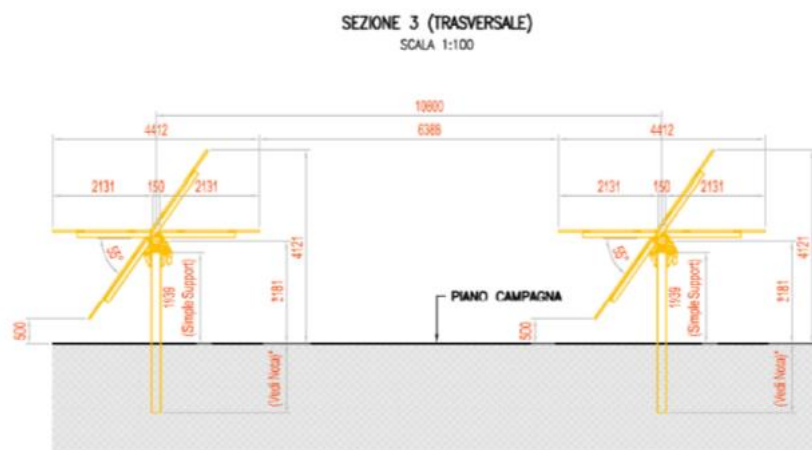 SEZIONE 3 (TRASVERSALE)
SCALA 1:100
10800
4412
6388
4412
2131
150
2131
2131
150
2131
55°
4121
55°
4121
1939
(Simple Support)
2181
1939
(Simple Support)
2181
PIANO CAMPAGNA
500
500
(Vedi Nota)*
(Vedi Nota)*